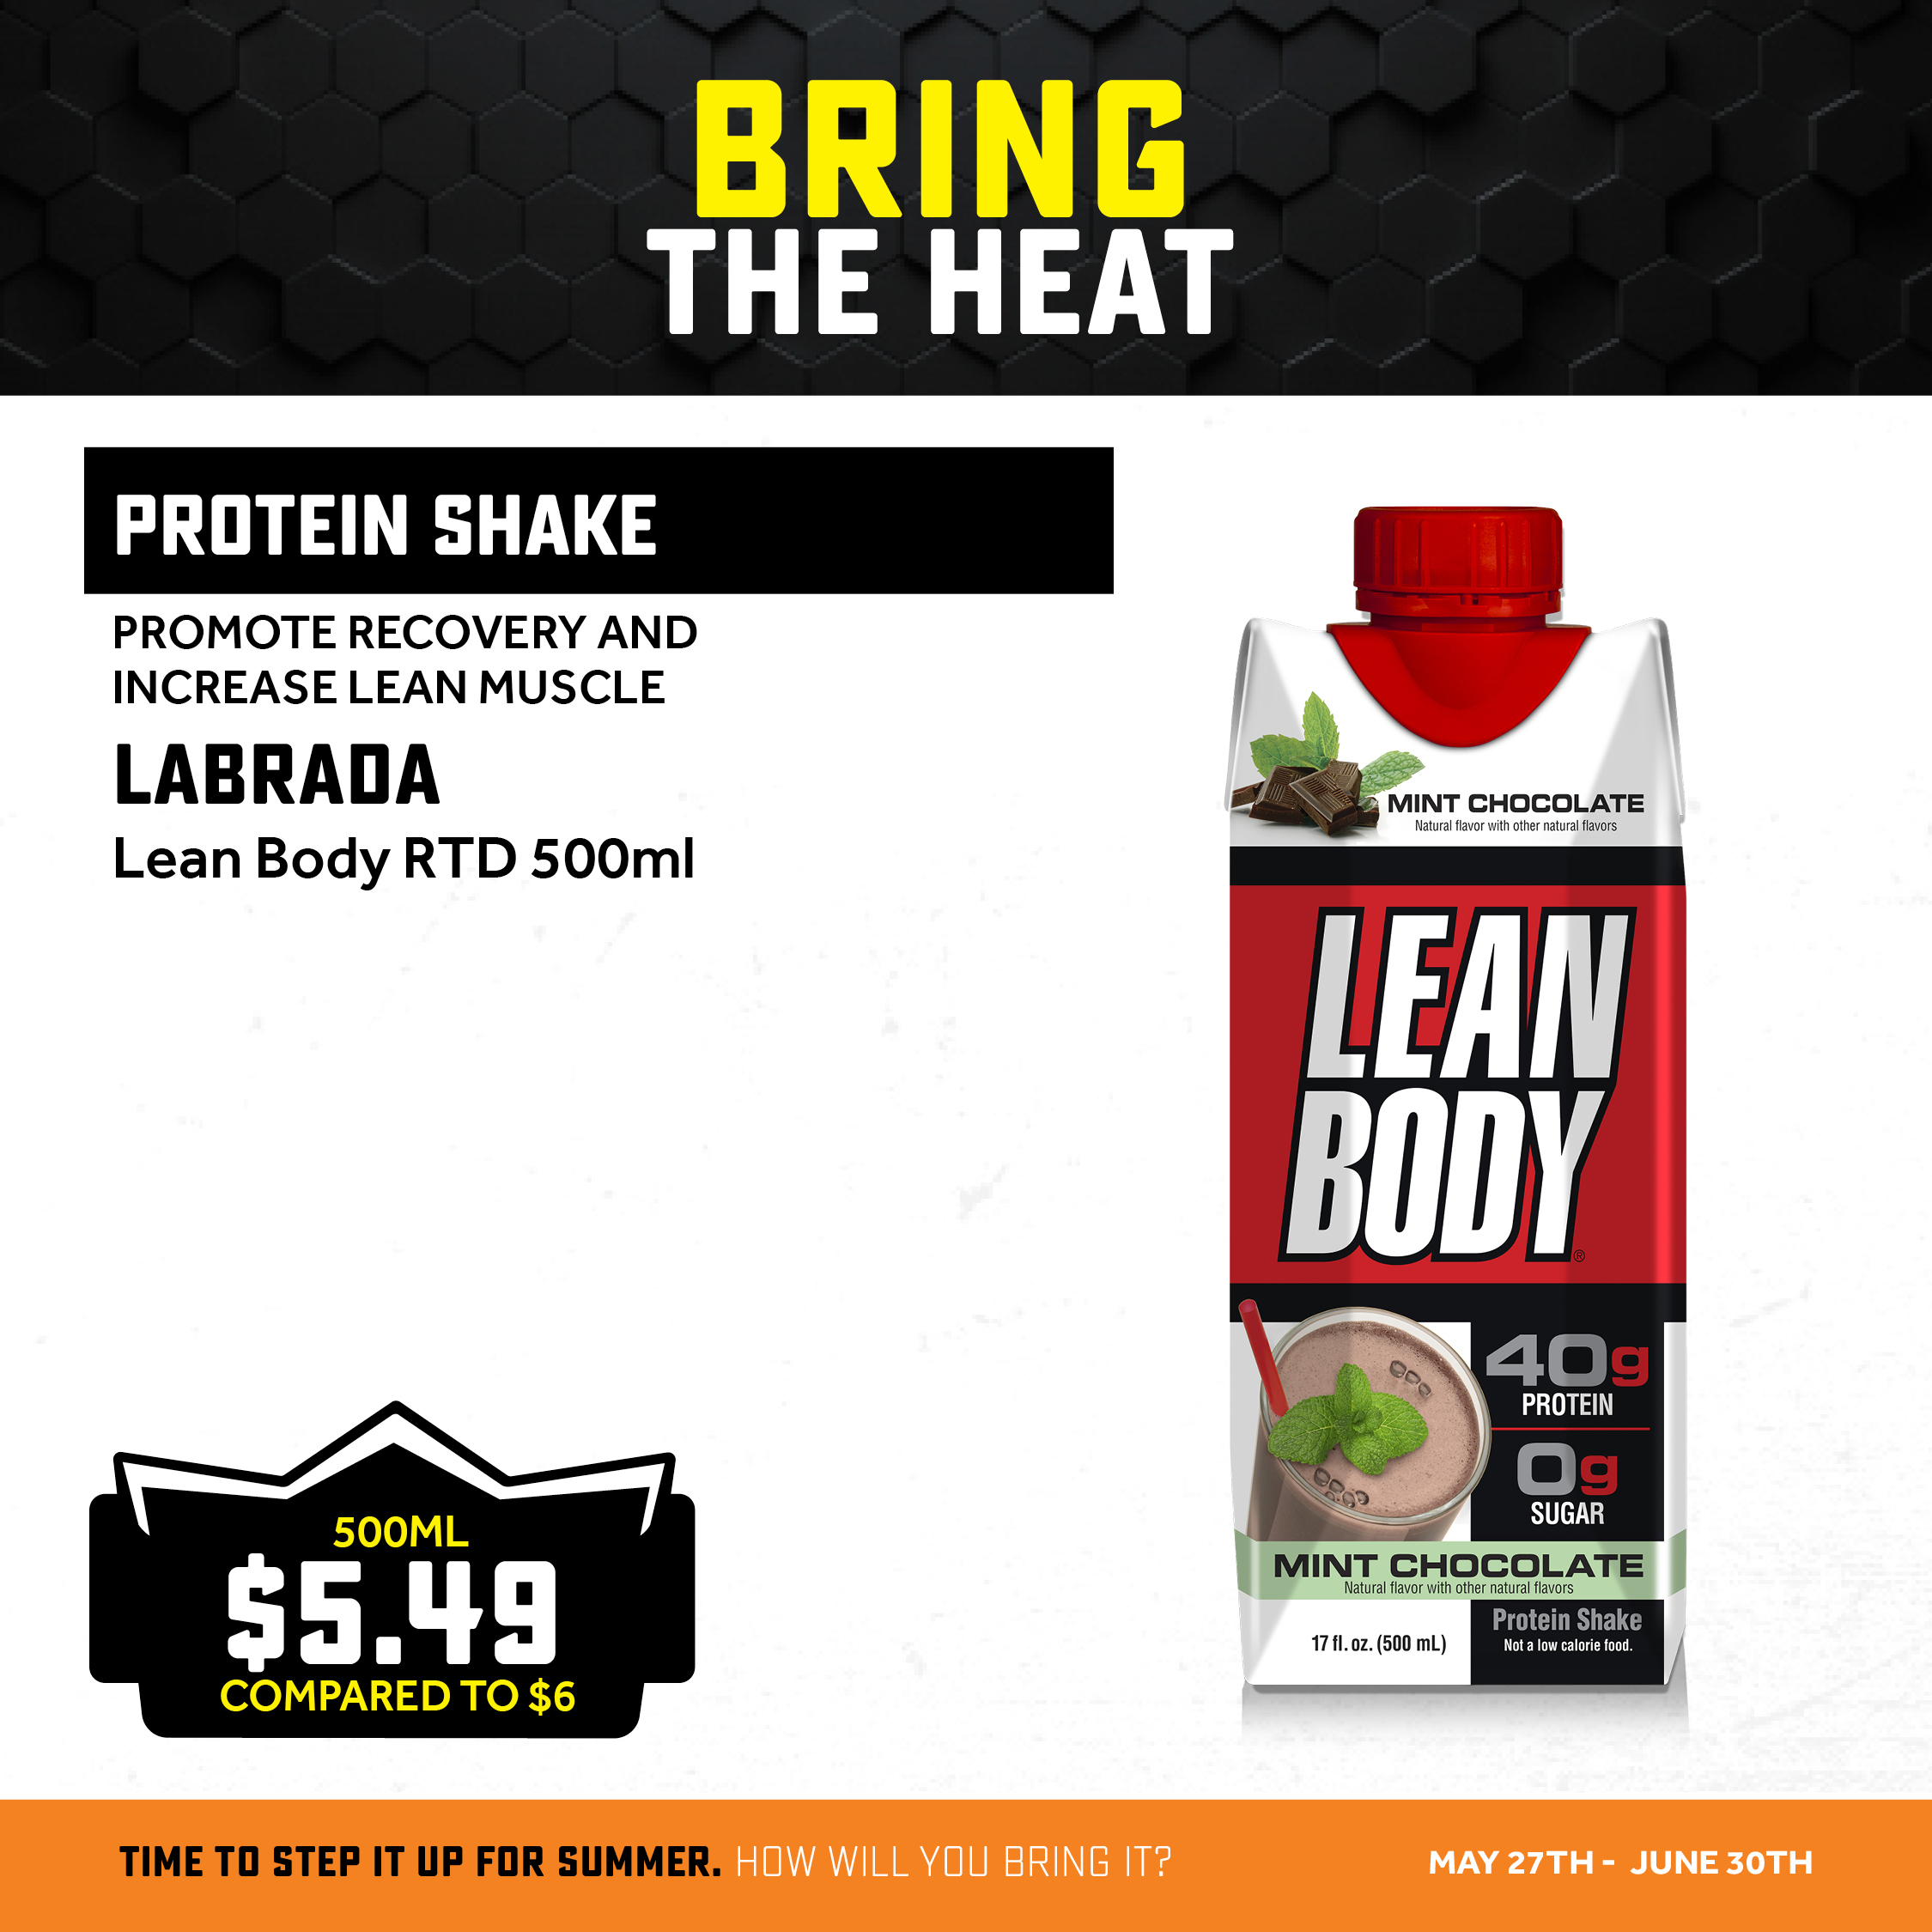 BRING
THE HEAT
PROTEIN SHAKE
PROMOTE RECOVERY AND
INCREASE LEAN MUSCLE
LABRADA
Lean Body RTD 500ml
MINT CHOCOLATE
Natural flavor with other natural flavors
LEAN
BODY®
40g
PROTEIN
0g
SUGAR
MINT CHOCOLATE
Natural flavor with other natural flavors
17 fl. oz. (500 mL)
Protein Shake
Not a low calorie food.
500ML
$5.49
COMPARED TO $6
TIME TO STEP IT UP FOR SUMMER. HOW WILL YOU BRING IT?
MAY 27TH - JUNE 30TH